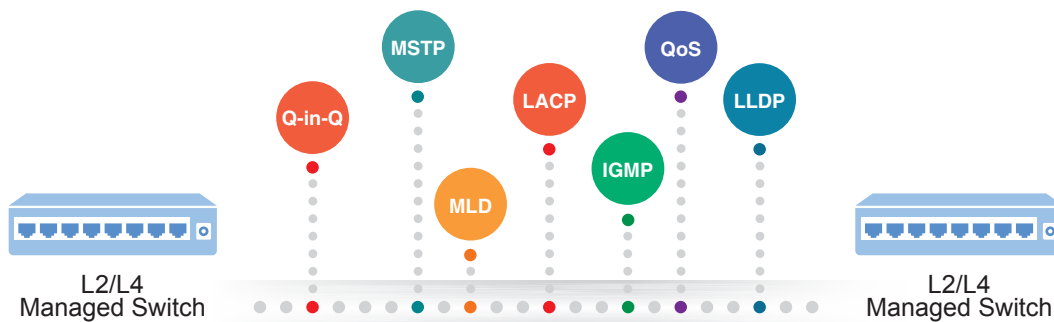 MSTP
QoS
Q-in-Q
LACP
LLDP
IGMP
MLD
L2/L4
Managed Switch
L2/L4
Managed Switch